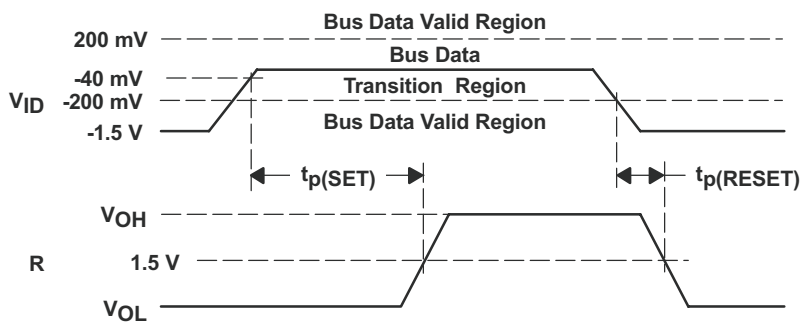 Bus Data Valid Region
200 mV
Bus Data
-40 mV
Transition Region
VID
-200 mV
Bus Data Valid Region
-1.5 V
tp(SET)
tp(RESET)
VOH
R
1.5 V
VOL